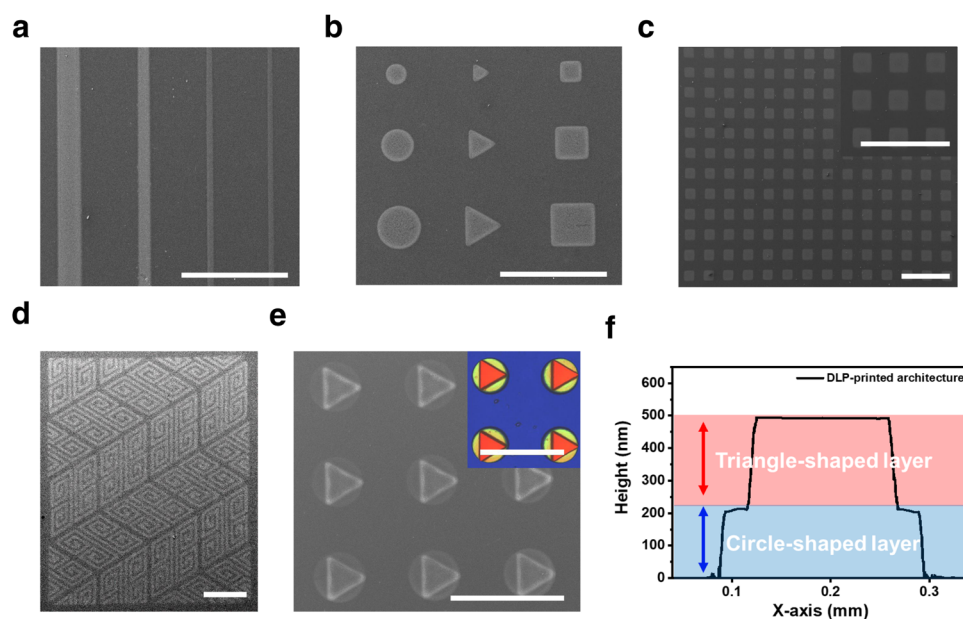 a
b
c
d
e
f
DLP-printed architecture
Triangle-shaped layer
Circle-shaped layer
Height (nm)
600
500
400
300
200
100
0
0.1
0.2
0.3
X-axis (mm)